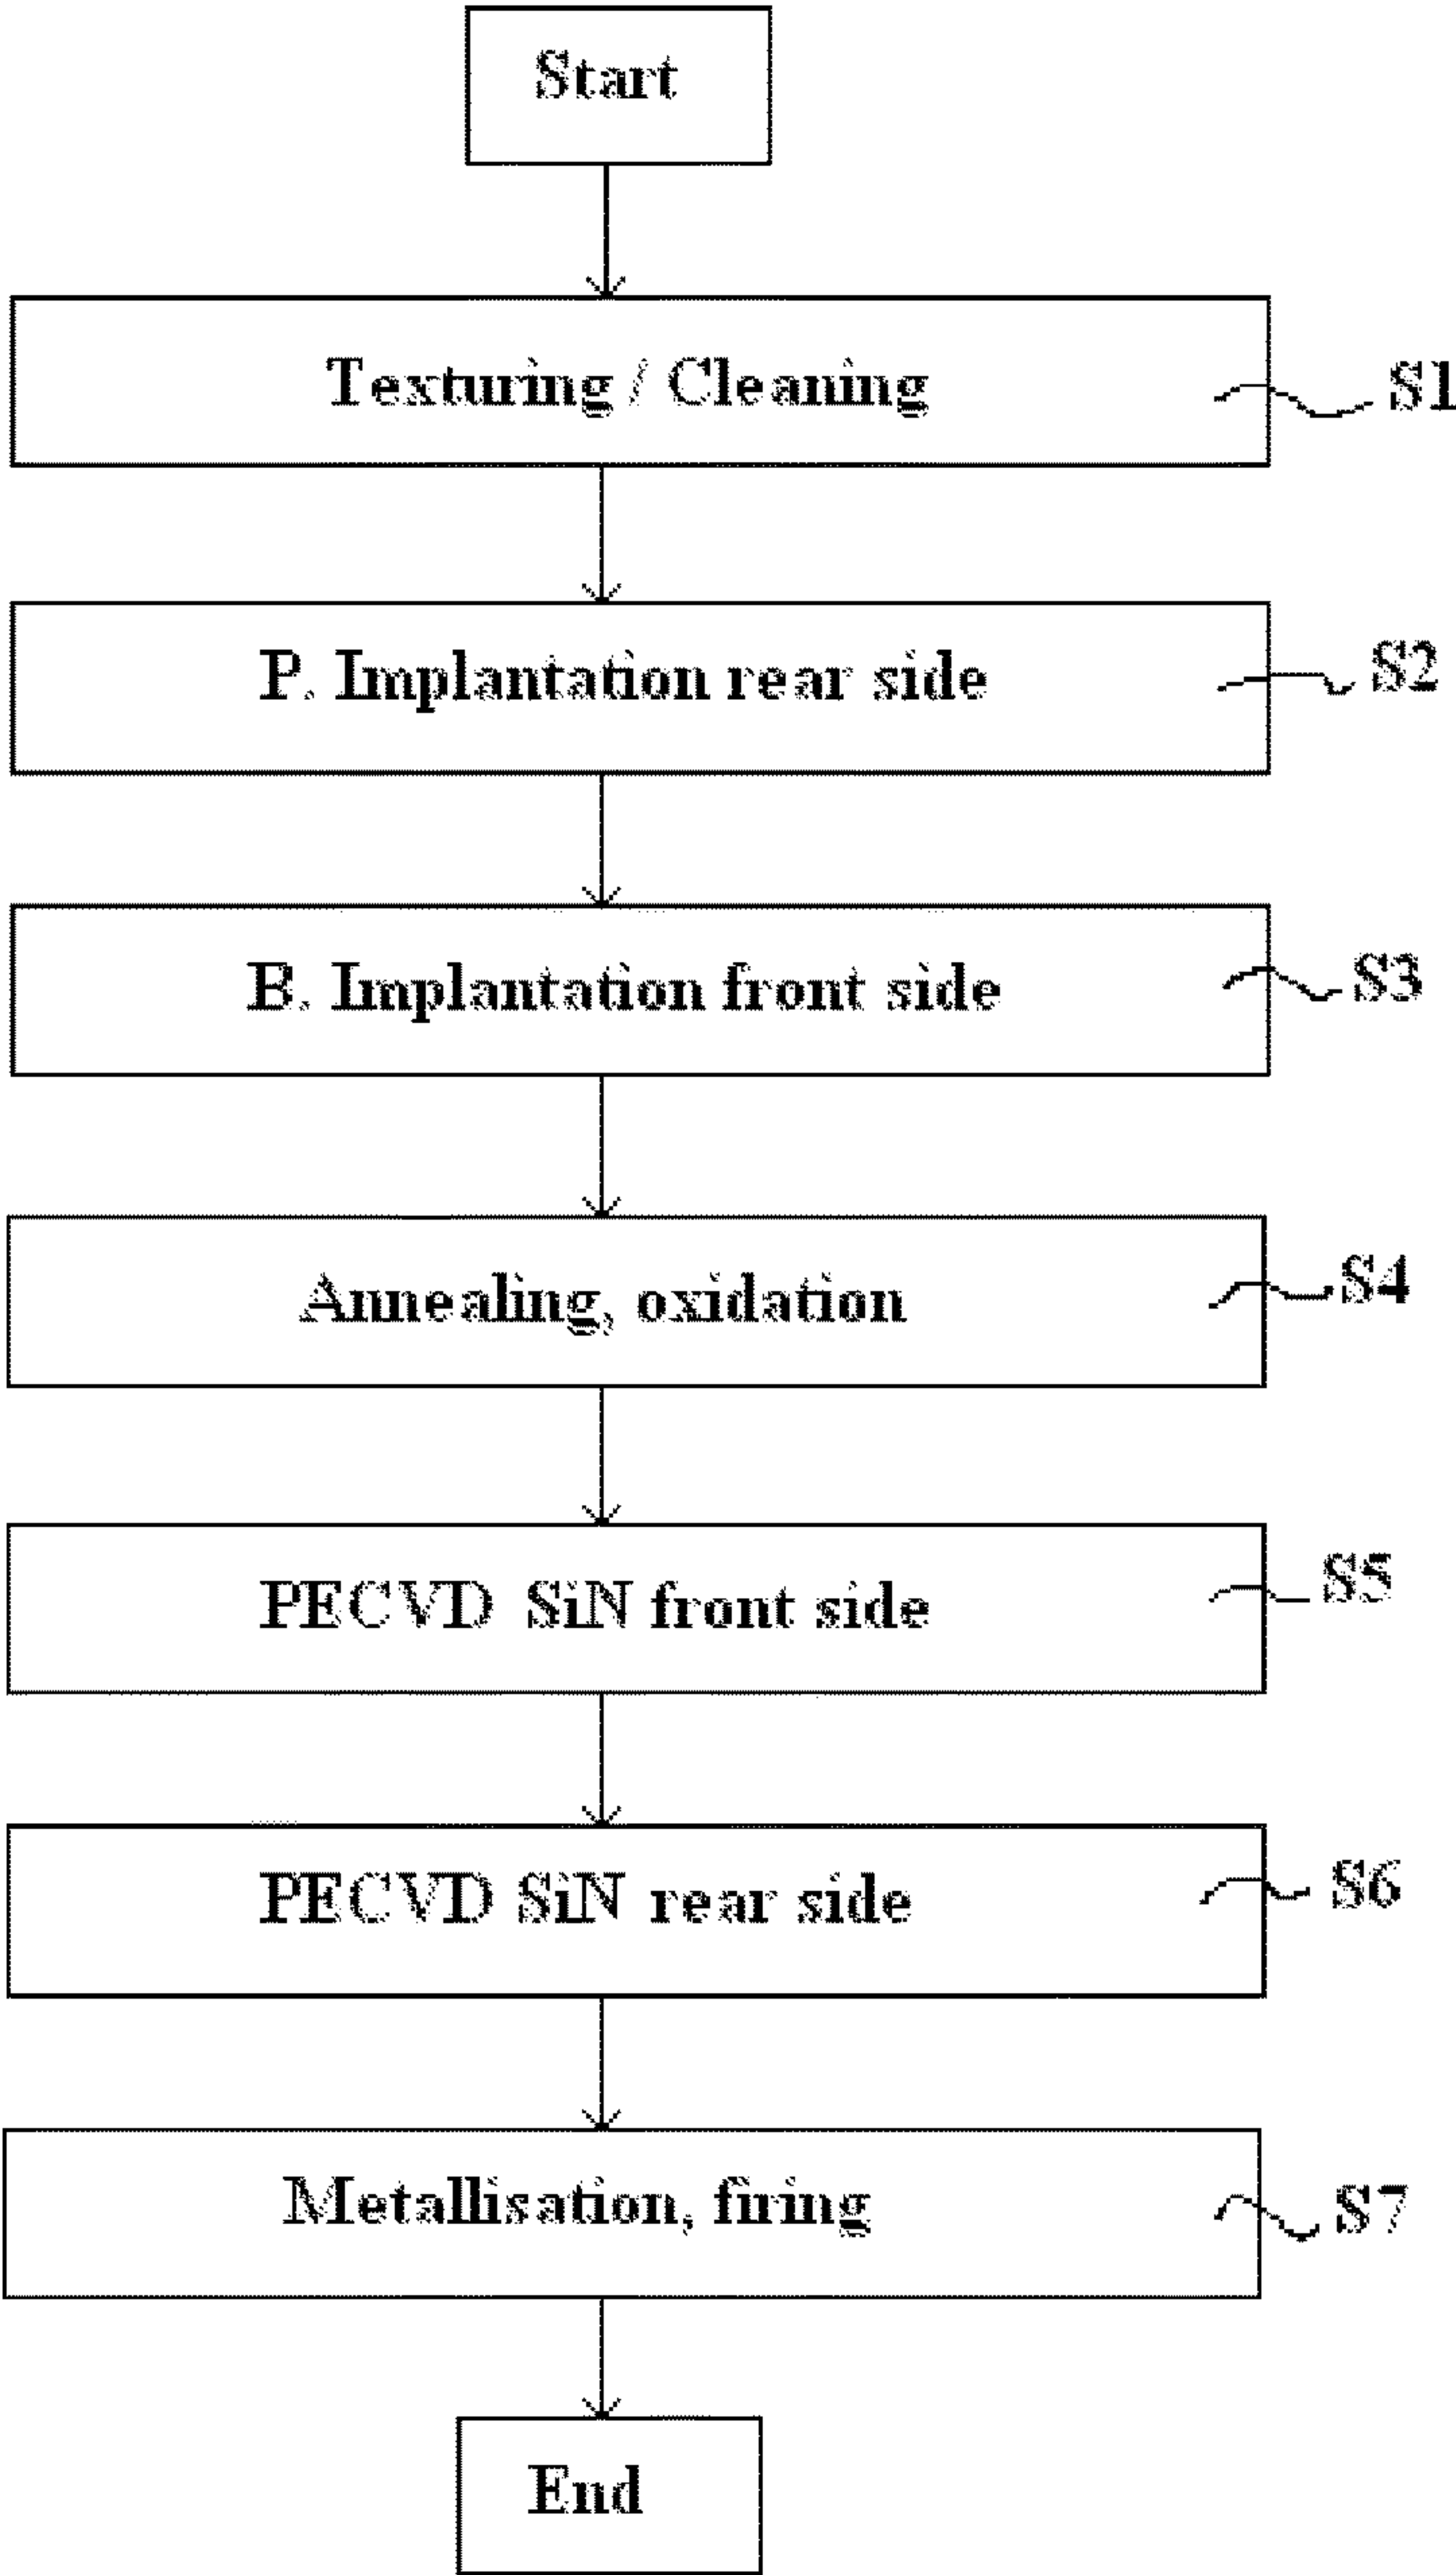 Start
Texturing / Cleaning
S1
P. Implantation rear side
S2
B. Implantation front side
S3
Annealing, oxidation
S4
PECVD SiN front side
S5
PECVD SiN rear side
S6
Metallisation, firing
S7
End